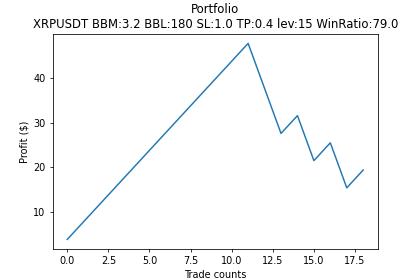 Portfolio
XRPUSDT BBM:3.2 BBL:180 SL:1.0 TP:0.4 lev:15 WinRatio:79.0
40
30
20
10
Profit ($)
0.0 2.5 5.0 7.5 10.0 12.5 15.0 17.5
Trade counts